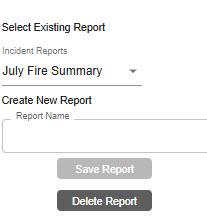 Select Existing Report
Incident Reports
July Fire Summary
Create New Report
Report Name
Save Report
Delete Report